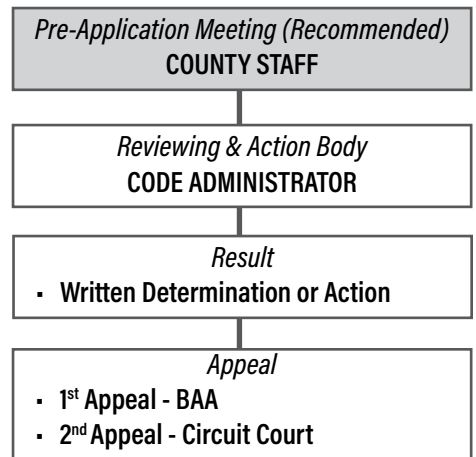 Pre-Application Meeting (Recommended)
COUNTY STAFF
Reviewing & Action Body
CODE ADMINISTRATOR
Result
▪ Written Determination or Action
Appeal
▪ 1st Appeal - BAA
▪ 2nd Appeal - Circuit Court